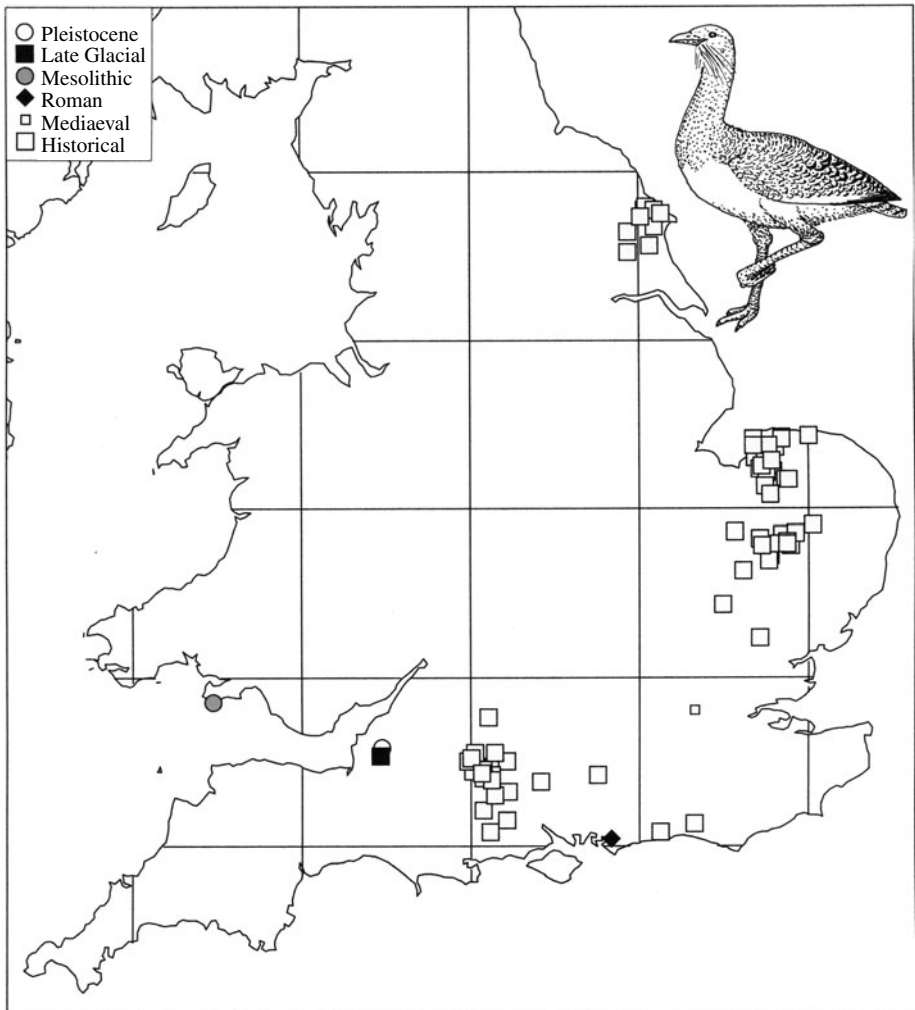 Pleistocene
Late Glacial
Mesolithic
Roman
Mediaeval
Historical